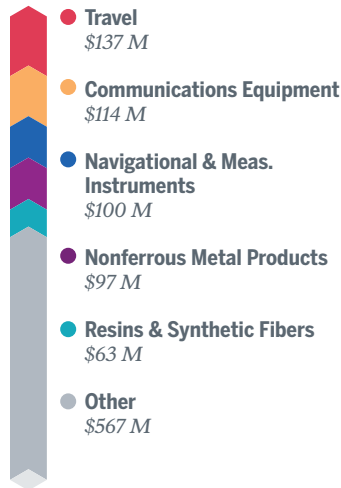 Travel
$137 M
Communications Equipment
$114 M
Navigational & Meas.
Instruments
$100 M
Nonferrous Metal Products
$97 M
Resins & Synthetic Fibers
$63 M
Other
$567 M